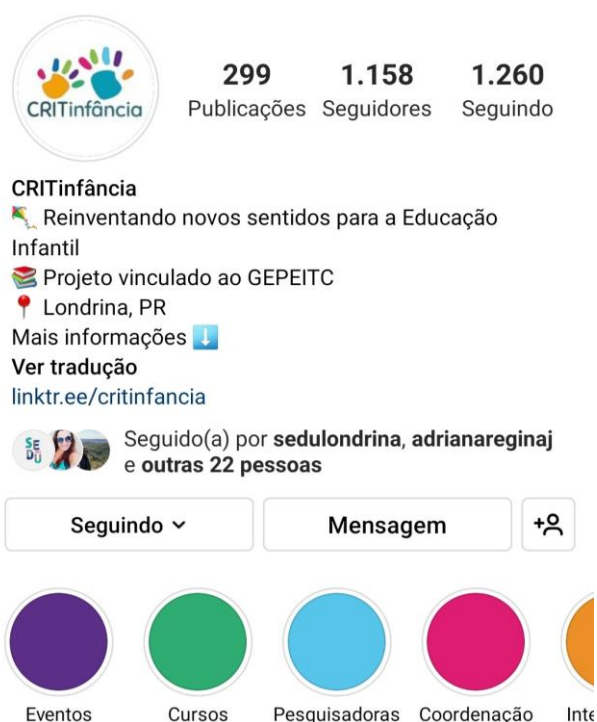 CRITinfância
299 1.158 1.260
Publicações Seguidores Seguindo
CRITinfância
Reinventando novos sentidos para a Educação
Infantil
Projeto vinculado ao GEPEITC
Londrina, PR
Mais informações
Ver tradução
linktr.ee/critinfancia
SE
DU
Seguido(a) por sedulondrina, adrianareginaj
e outras 22 pessoas
Seguindo Mensagem
Eventos Cursos Pesquisadoras Coordenação Inte